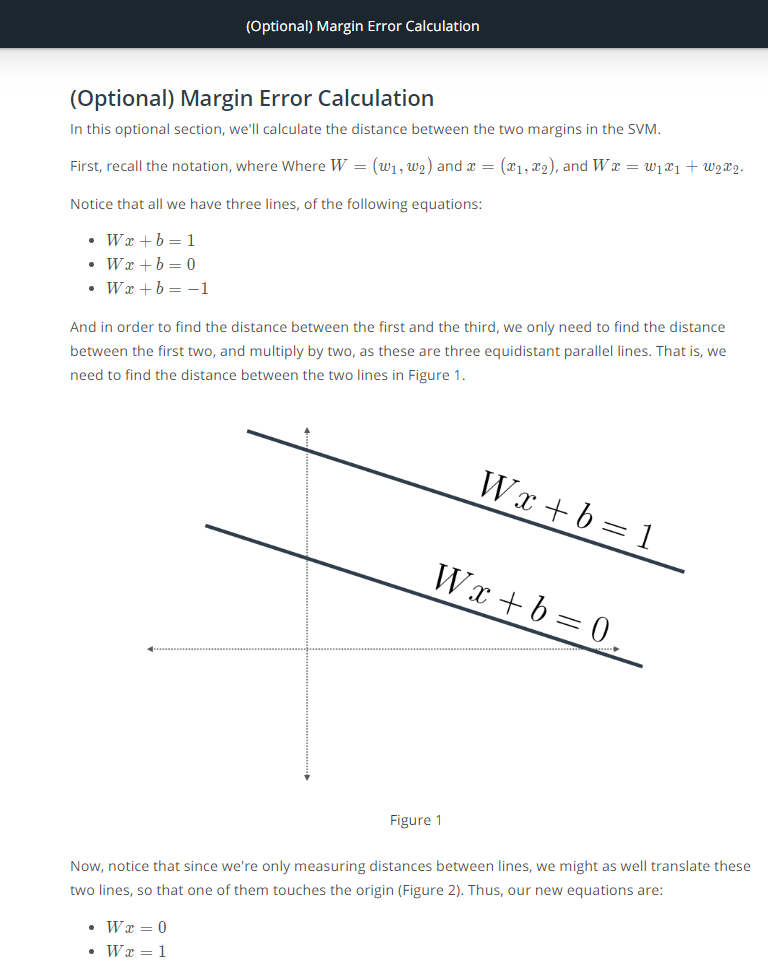 (Optional) Margin Error Calculation
(Optional) Margin Error Calculation
In this optional section, we'll calculate the distance between the two margins in the SVM.
First, recall the notation, where Where W = (w₁, w₂) and x = (x₁, x₂), and Wx = w₁x₁ + w₂x₂.
Notice that all we have three lines, of the following equations:
• Wx + b = 1
• Wx + b = 0
• Wx + b = −1
And in order to find the distance between the first and the third, we only need to find the distance
between the first two, and multiply by two, as these are three equidistant parallel lines. That is, we
need to find the distance between the two lines in Figure 1.
Wx + b = 1
Wx + b = 0
Figure 1
Now, notice that since we're only measuring distances between lines, we might as well translate these
two lines, so that one of them touches the origin (Figure 2). Thus, our new equations are:
• Wx = 0
• Wx = 1